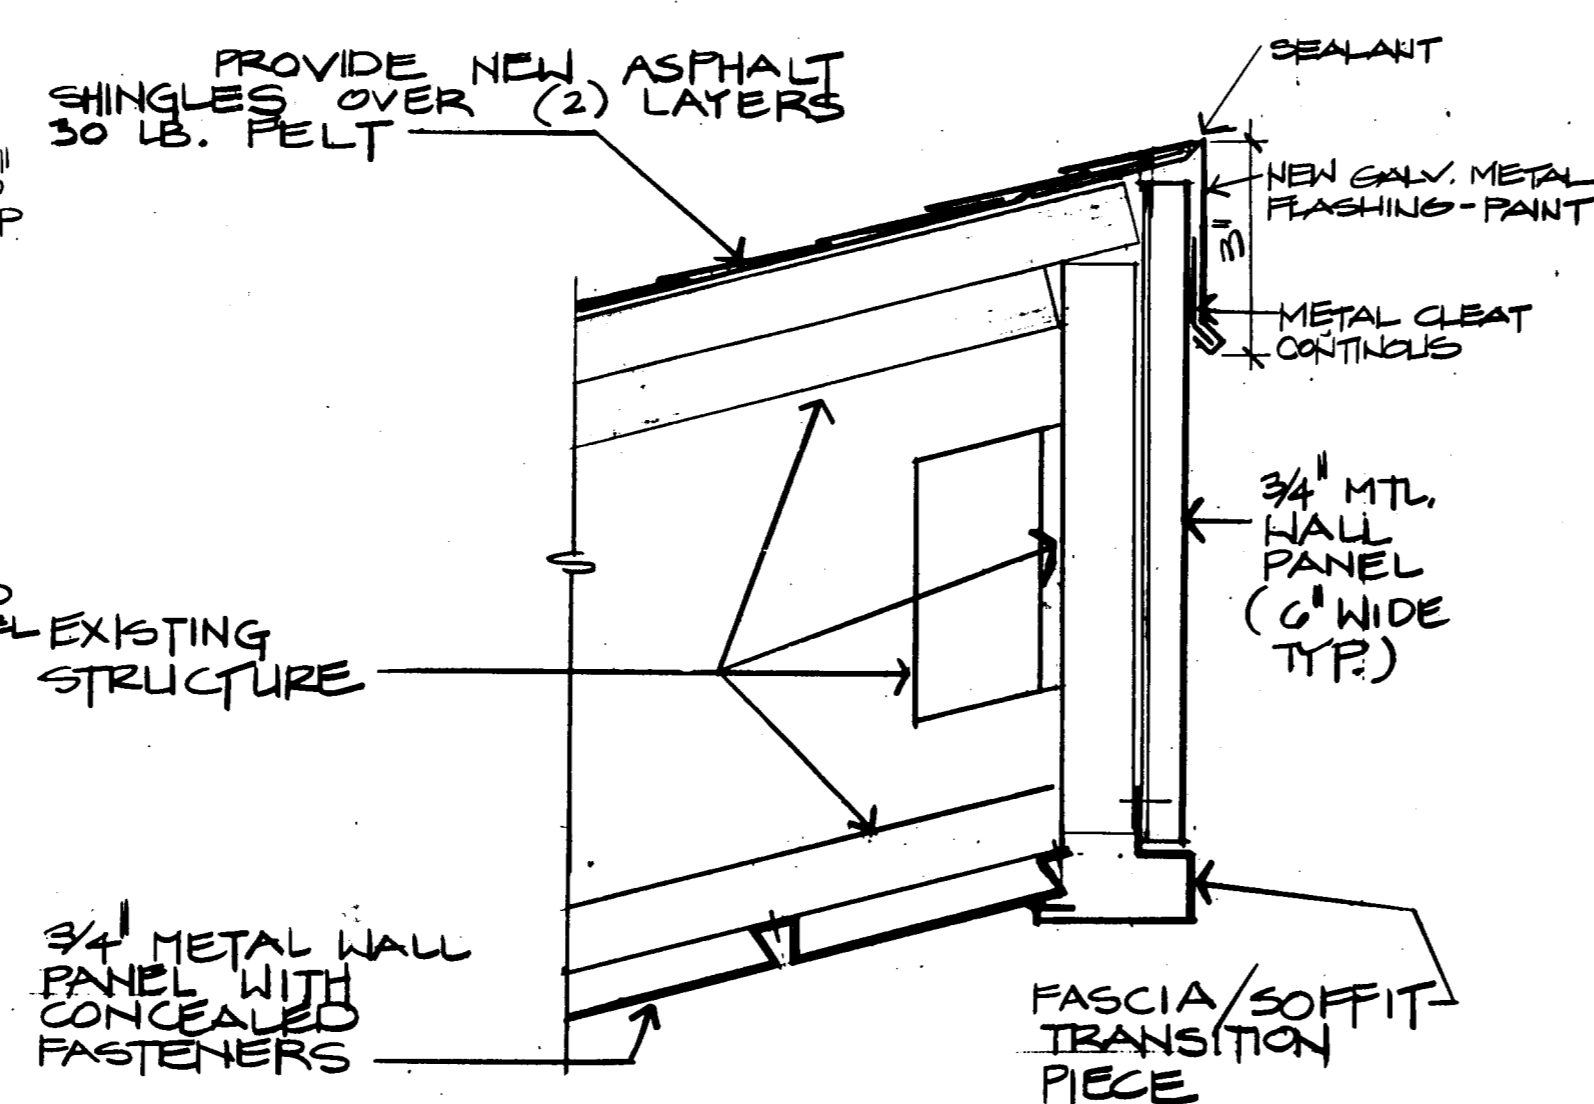 PROVIDE NEW ASPHALT
SHINGLES OVER (2) LAYERS
30 LB. FELT
SEALANT
NEW GALV. METAL
FLASHING-PAINT
3"
METAL CLEAT
CONTINOUS
3/4" MTL.
WALL
PANEL
(6" WIDE
TYP.)
EXISTING
STRUCTURE
3/4" METAL WALL
PANEL WITH
CONCEALED
FASTENERS
FASCIA/SOFFIT
TRANSITION
PIECE